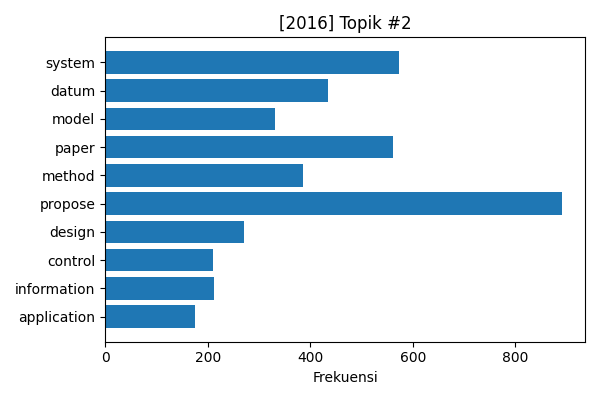 [2016] Topik #2
system
datum
model
paper
method
propose
design
control
information
application
0 200 400 600 800
Frekuensi